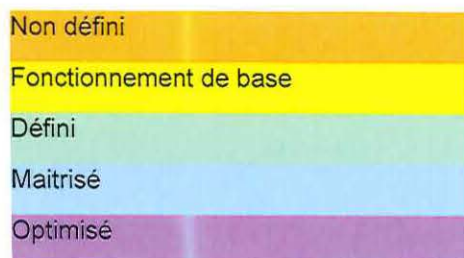 Non défini
Fonctionnement de base
Défini
Maitrisé
Optimisé